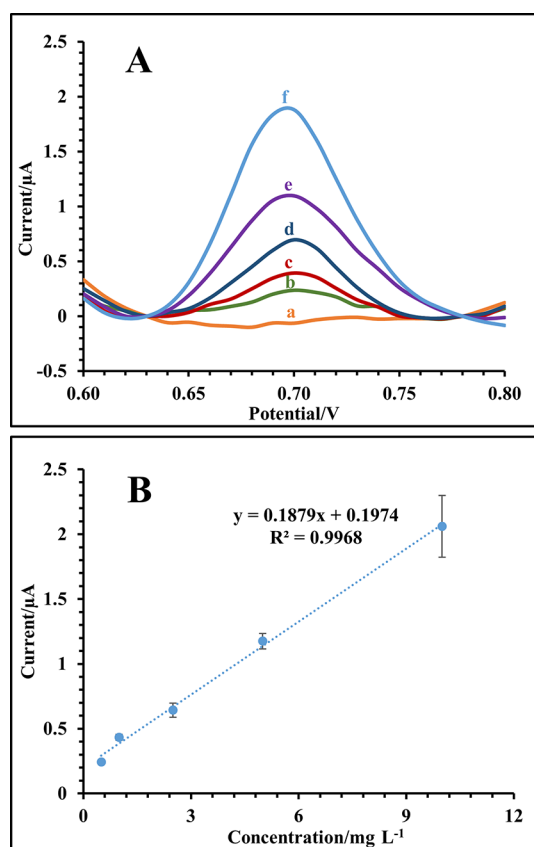 A
2.5
2
1.5
1
0.5
0
-0.5
Current/µA
f
e
d
c
b
a
0.60 0.65 0.70 0.75 0.80
Potential/V
B
2.5
2
1.5
1
0.5
0
Current/µA
y = 0.1879x + 0.1974
R² = 0.9968
0 3 6 9 12
Concentration/mg L⁻¹